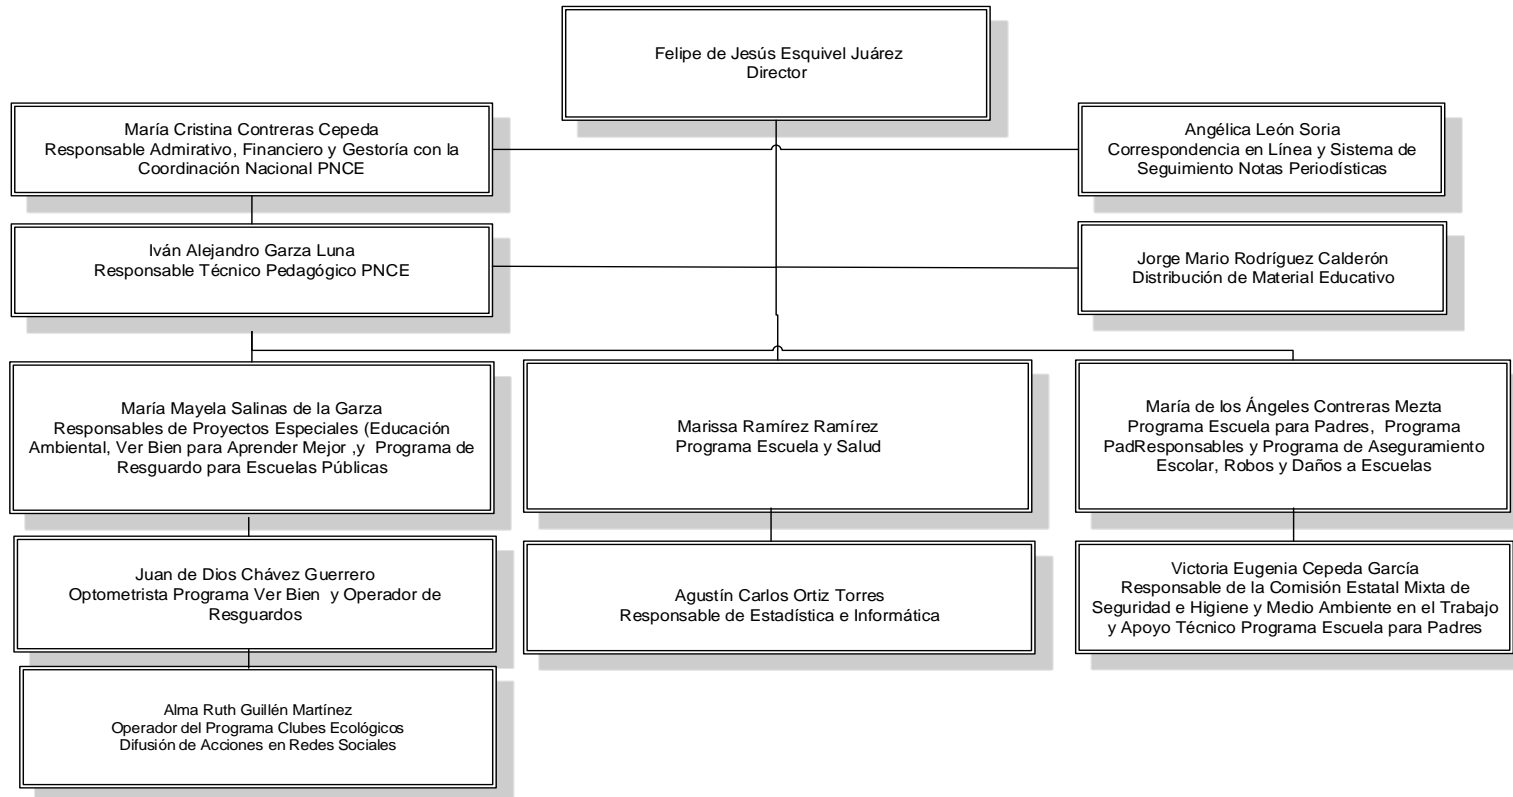 Felipe de Jesús Esquivel Juárez
Director
María Cristina Contreras Cepeda
Responsable Admirativo, Financiero y Gestoría con la
Coordinación Nacional PNCE
Angélica León Soria
Correspondencia en Línea y Sistema de
Seguimiento Notas Periodísticas
Iván Alejandro Garza Luna
Responsable Técnico Pedagógico PNCE
Jorge Mario Rodríguez Calderón
Distribución de Material Educativo
María Mayela Salinas de la Garza
Responsables de Proyectos Especiales (Educación
Ambiental, Ver Bien para Aprender Mejor ,y  Programa de
Resguardo para Escuelas Públicas
Marissa Ramírez Ramírez
Programa Escuela y Salud
María de los Ángeles Contreras Mezta
Programa Escuela para Padres,  Programa
PadResponsables y Programa de Aseguramiento
Escolar, Robos y Daños a Escuelas
Juan de Dios Chávez Guerrero
Optometrista Programa Ver Bien  y Operador de
Resguardos
Agustín Carlos Ortiz Torres
Responsable de Estadística e Informática
Victoria Eugenia Cepeda García
Responsable de la Comisión Estatal Mixta de
Seguridad e Higiene y Medio Ambiente en el Trabajo
y Apoyo Técnico Programa Escuela para Padres
Alma Ruth Guillén Martínez
Operador del Programa Clubes Ecológicos
Difusión de Acciones en Redes Sociales